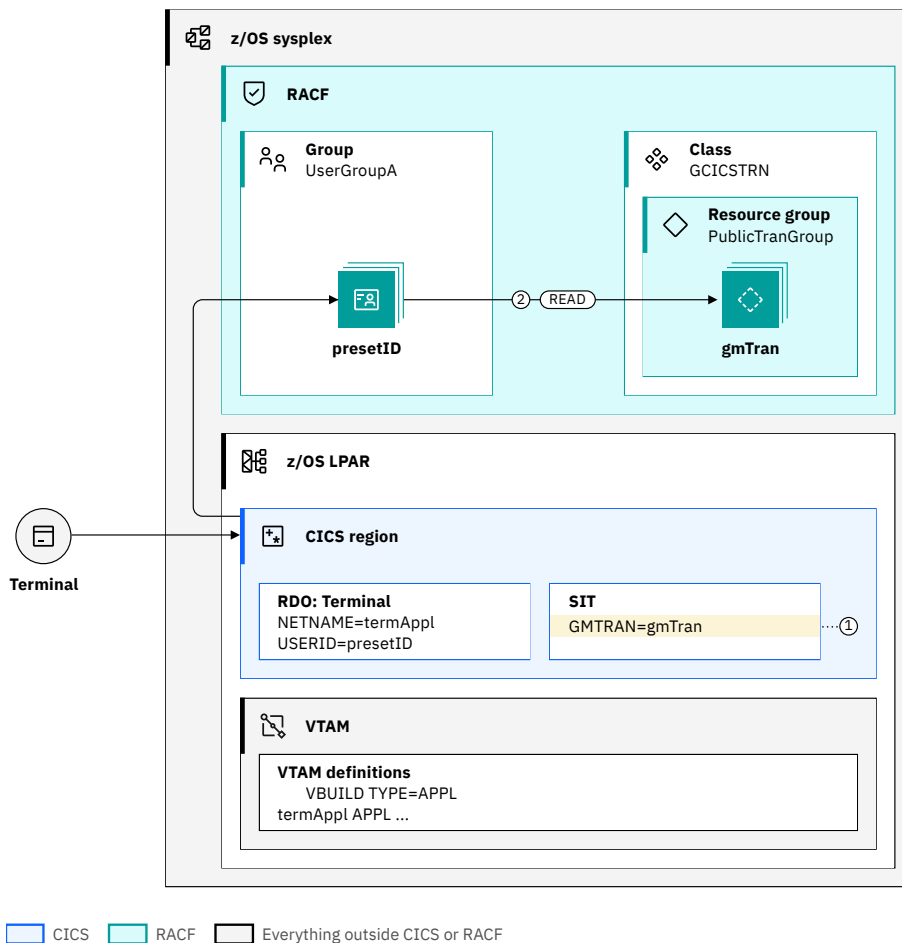 z/OS sysplex
RACF
Group
UserGroupA
Class
GCICSTRN
Resource group
PublicTranGroup
2
READ
presetID
gmTran
z/OS LPAR
Terminal
CICS region
RDO: Terminal
NETNAME=termAppl
USERID=presetID
SIT
GMTRAN=gmTran
1
VTAM
VTAM definitions
VBUILD TYPE=APPL
termAppl APPL ...
CICS
RACF
Everything outside CICS or RACF